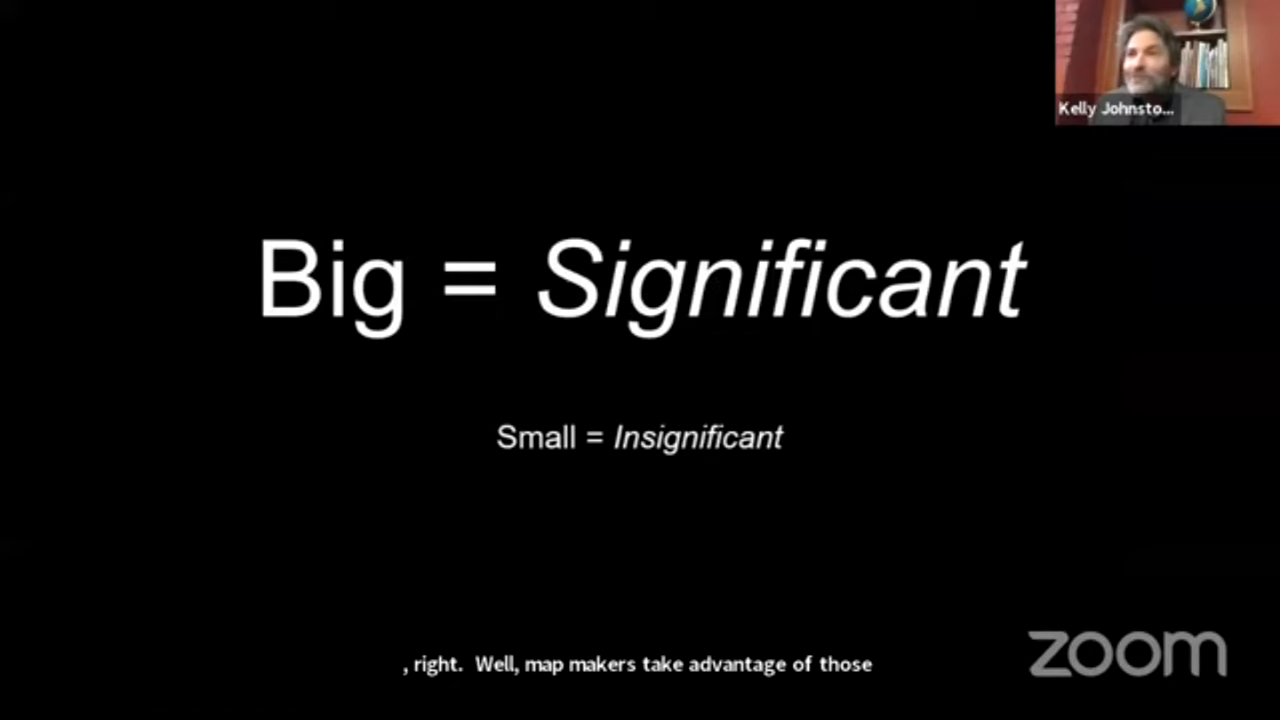 Kelly Johnsto...
Big = Significant
Small = Insignificant
, right. Well, map makers take advantage of those
zoom